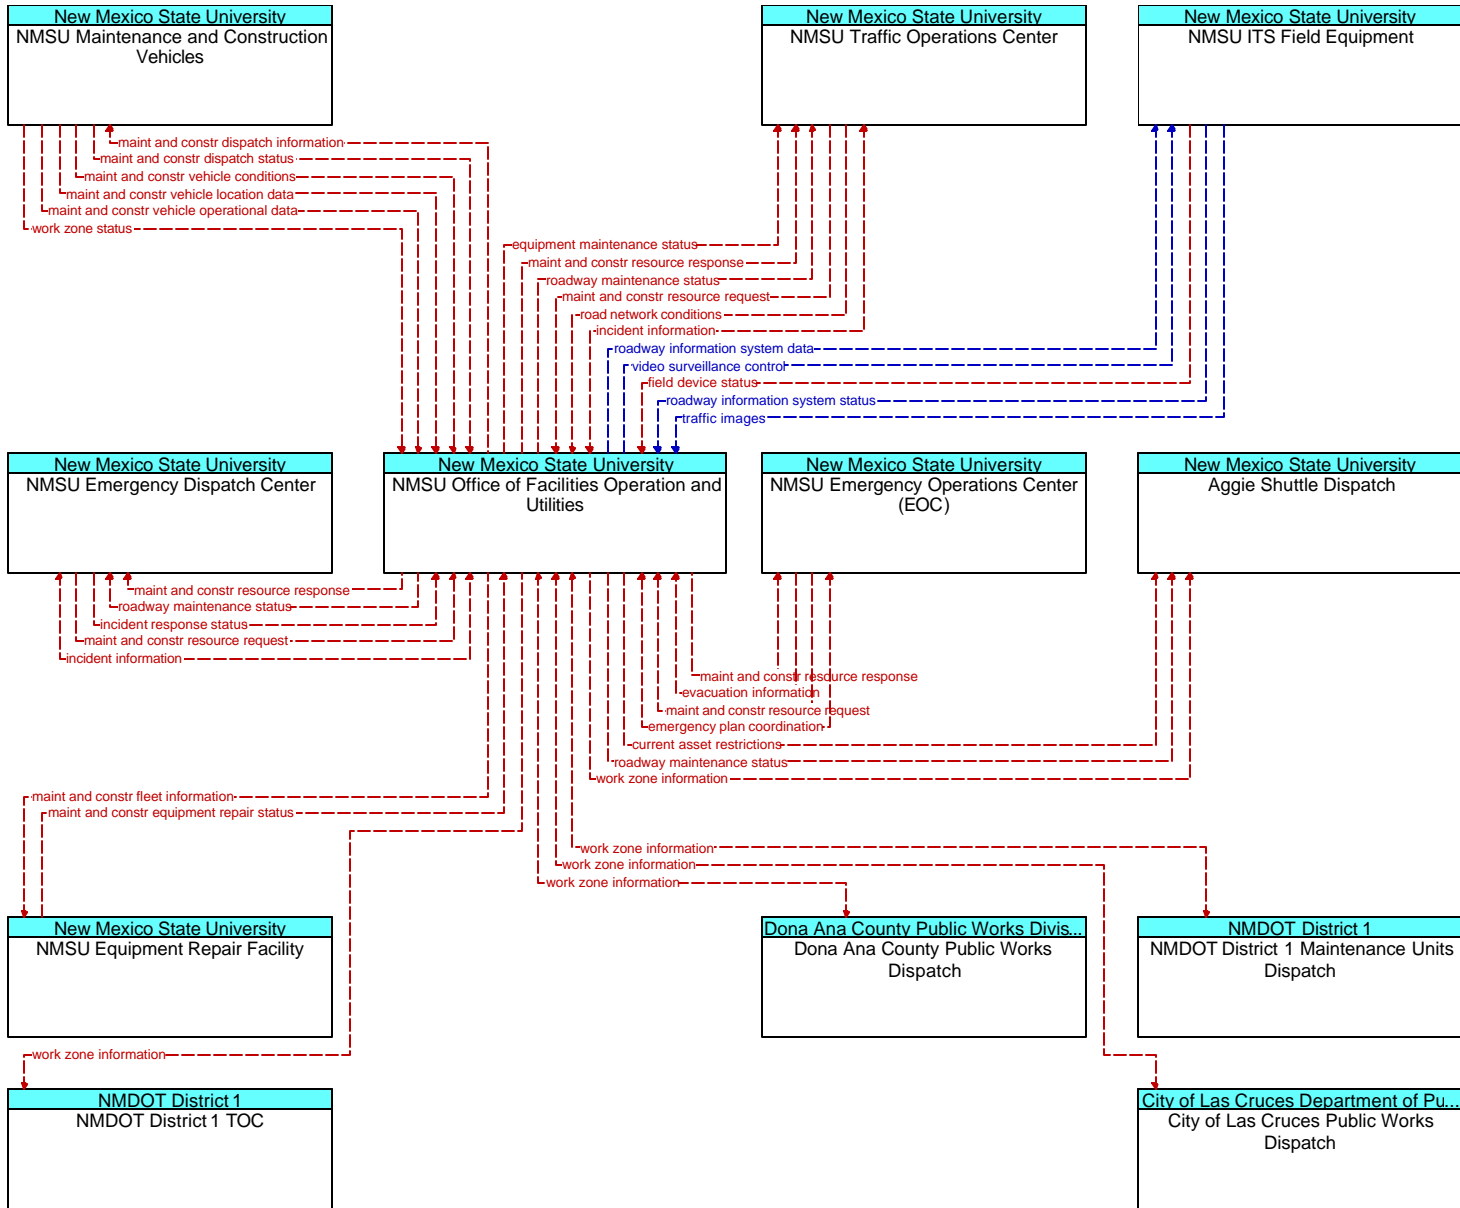 New Mexico State University
NMSU Maintenance and Construction
Vehicles
New Mexico State University
NMSU Traffic Operations Center
New Mexico State University
NMSU ITS Field Equipment
maint and constr dispatch information
maint and constr dispatch status
maint and constr vehicle conditions
maint and constr vehicle location data
maint and constr vehicle operational data
work zone status
equipment maintenance status
maint and constr resource response
roadway maintenance status
maint and constr resource request
road network conditions
incident information
roadway information system data
video surveillance control
field device status
roadway information system status
traffic images
New Mexico State University
NMSU Emergency Dispatch Center
New Mexico State University
NMSU Office of Facilities Operation and
Utilities
New Mexico State University
NMSU Emergency Operations Center
(EOC)
New Mexico State University
Aggie Shuttle Dispatch
maint and constr resource response
roadway maintenance status
incident response status
maint and constr resource request
incident information
maint and constr resource response
evacuation information
maint and constr resource request
emergency plan coordination
current asset restrictions
roadway maintenance status
work zone information
maint and constr fleet information
maint and constr equipment repair status
work zone information
work zone information
work zone information
New Mexico State University
NMSU Equipment Repair Facility
Dona Ana County Public Works Divis...
Dona Ana County Public Works
Dispatch
NMDOT District 1
NMDOT District 1 Maintenance Units
Dispatch
work zone information
NMDOT District 1
NMDOT District 1 TOC
City of Las Cruces Department of Pu...
City of Las Cruces Public Works
Dispatch